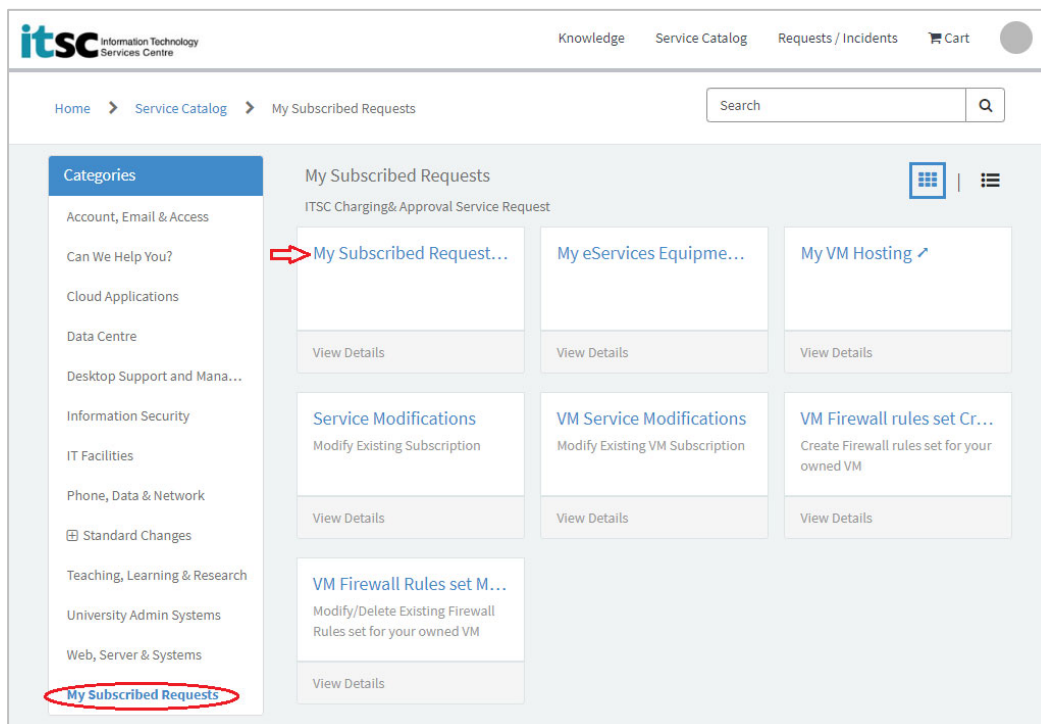 itsc Information Technology
Services Centre
Knowledge Service Catalog Requests / Incidents Cart
Home Service Catalog My Subscribed Requests
Search
Categories
Account, Email & Access
Can We Help You?
Cloud Applications
Data Centre
Desktop Support and Mana...
Information Security
IT Facilities
Phone, Data & Network
Standard Changes
Teaching, Learning & Research
University Admin Systems
Web, Server & Systems
My Subscribed Requests
My Subscribed Requests
ITSC Charging& Approval Service Request
My Subscribed Request...
View Details
My eServices Equipme...
View Details
My VM Hosting
View Details
Service Modifications
Modify Existing Subscription
View Details
VM Service Modifications
Modify Existing VM Subscription
View Details
VM Firewall rules set Cr...
Create Firewall rules set for your
owned VM
View Details
VM Firewall Rules set M...
Modify/Delete Existing Firewall
Rules set for your owned VM
View Details